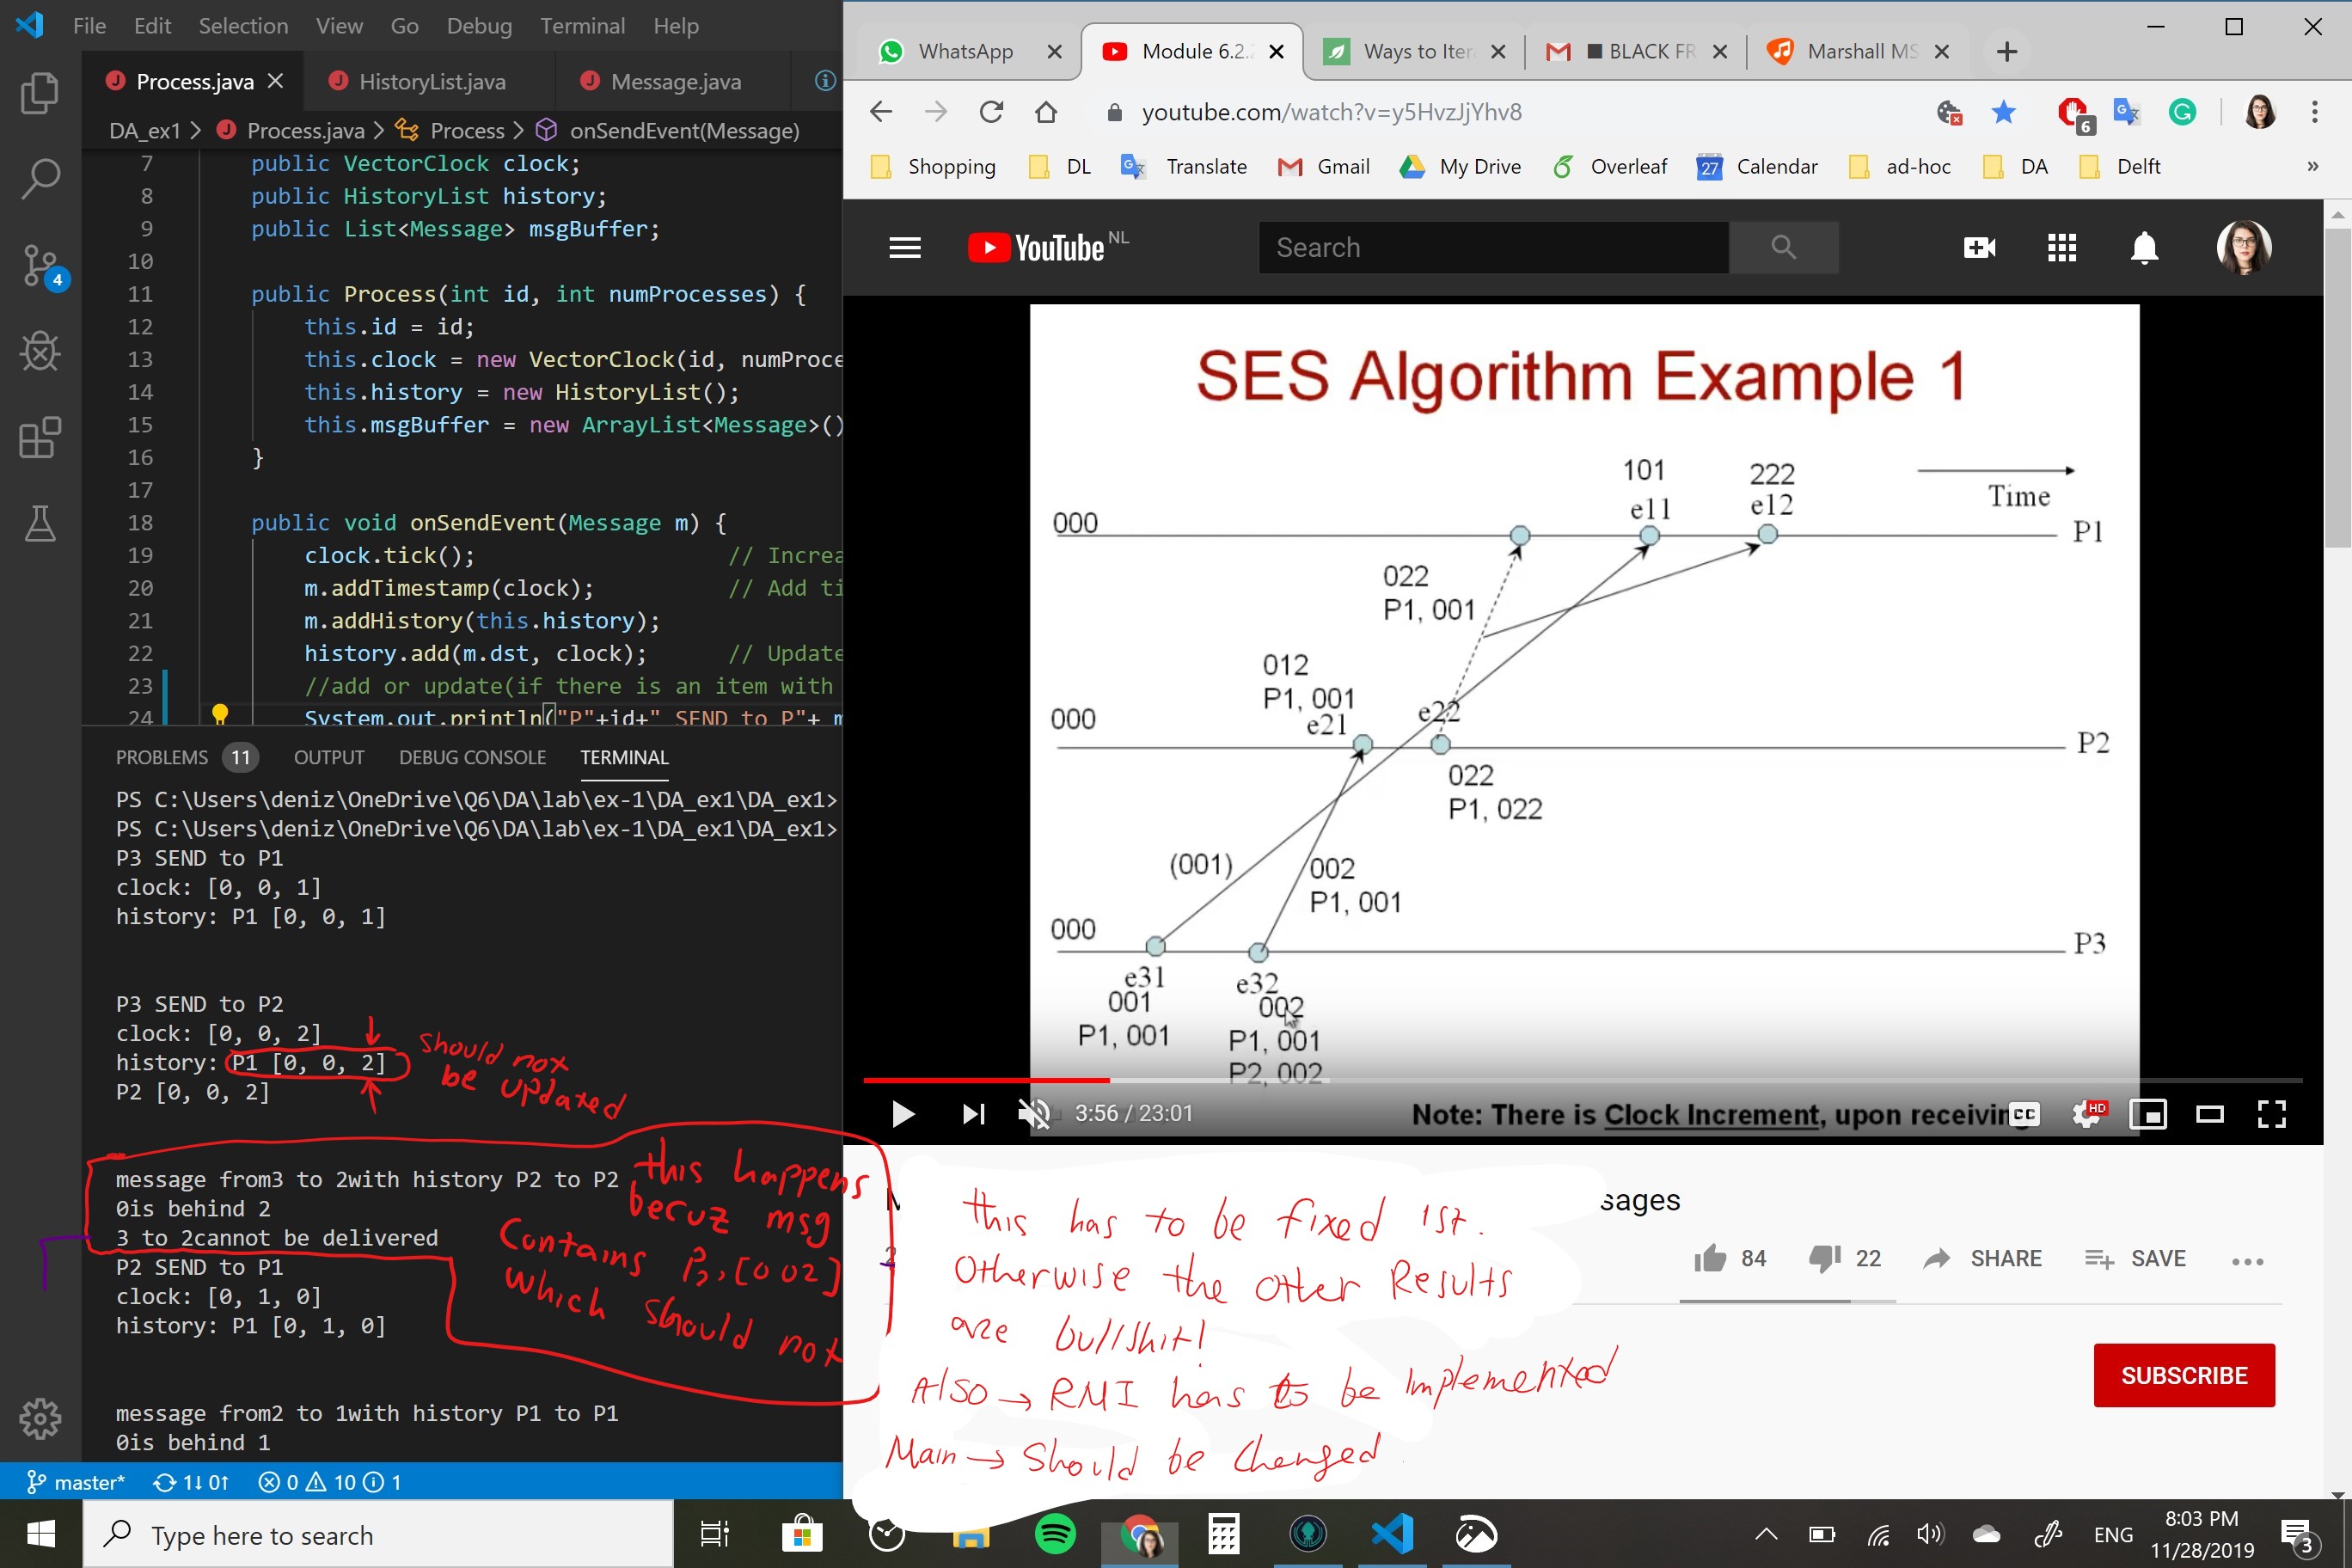 File Edit Selection View Go Debug Terminal Help
Process.java HistoryList.java Message.java
DA_ex1 > Process.java > Process > onSendEvent(Message)
7 public VectorClock clock;
8 public HistoryList history;
9 public List<Message> msgBuffer;
10
11 public Process(int id, int numProcesses) {
12 this.id = id;
13 this.clock = new VectorClock(id, numProce
14 this.history = new HistoryList();
15 this.msgBuffer = new ArrayList<Message>()
16 }
17
18 public void onSendEvent(Message m) {
19 clock.tick(); // Increa
20 m.addTimestamp(clock); // Add ti
21 m.addHistory(this.history);
22 history.add(m.dst, clock); // Update
23 //add or update(if there is an item with
24 System.out.println("P"+id+" SEND to P"+ m
4
PROBLEMS 11 OUTPUT DEBUG CONSOLE TERMINAL
PS C:\Users\deniz\OneDrive\Q6\DA\lab\ex-1\DA_ex1\DA_ex1>
PS C:\Users\deniz\OneDrive\Q6\DA\lab\ex-1\DA_ex1\DA_ex1>
P3 SEND to P1
clock: [0, 0, 1]
history: P1 [0, 0, 1]
P3 SEND to P2
clock: [0, 0, 2]
history: P1 [0, 0, 2]
P2 [0, 0, 2]
should not
be updated
message from3 to 2with history P2 to P2
0is behind 2
3 to 2cannot be delivered
P2 SEND to P1
clock: [0, 1, 0]
history: P1 [0, 1, 0]
this happens
becuz msg
Contains P2,[002]
which should not
message from2 to 1with history P1 to P1
0is behind 1
master* 1↓ 0↑ 0 10 1
WhatsApp Module 6.2.2 Ways to Iter BLACK FR Marshall MS
youtube.com/watch?v=y5HvzJjYhv8
6
Shopping DL Translate Gmail My Drive Overleaf 27 Calendar ad-hoc DA Delft »
YouTube NL Search
SES Algorithm Example 1
101 222
e11 e12
Time
000
P1
022
P1, 001
012
P1, 001
e21 e22
000
P2
022
P1, 022
(001)
002
P1, 001
000
P3
e31 e32
001 002
P1, 001 P1, 001
P2, 002
3:56 / 23:01
CC HD
Note: There is Clock Increment, upon receivin
sages
84 22 SHARE SAVE
SUBSCRIBE
this has to be fixed 1st.
Otherwise the other Results
are bullshit!
Also → RMI has to be Implemented
Main → Should be Changed
Type here to search
ENG 8:03 PM
11/28/2019
3